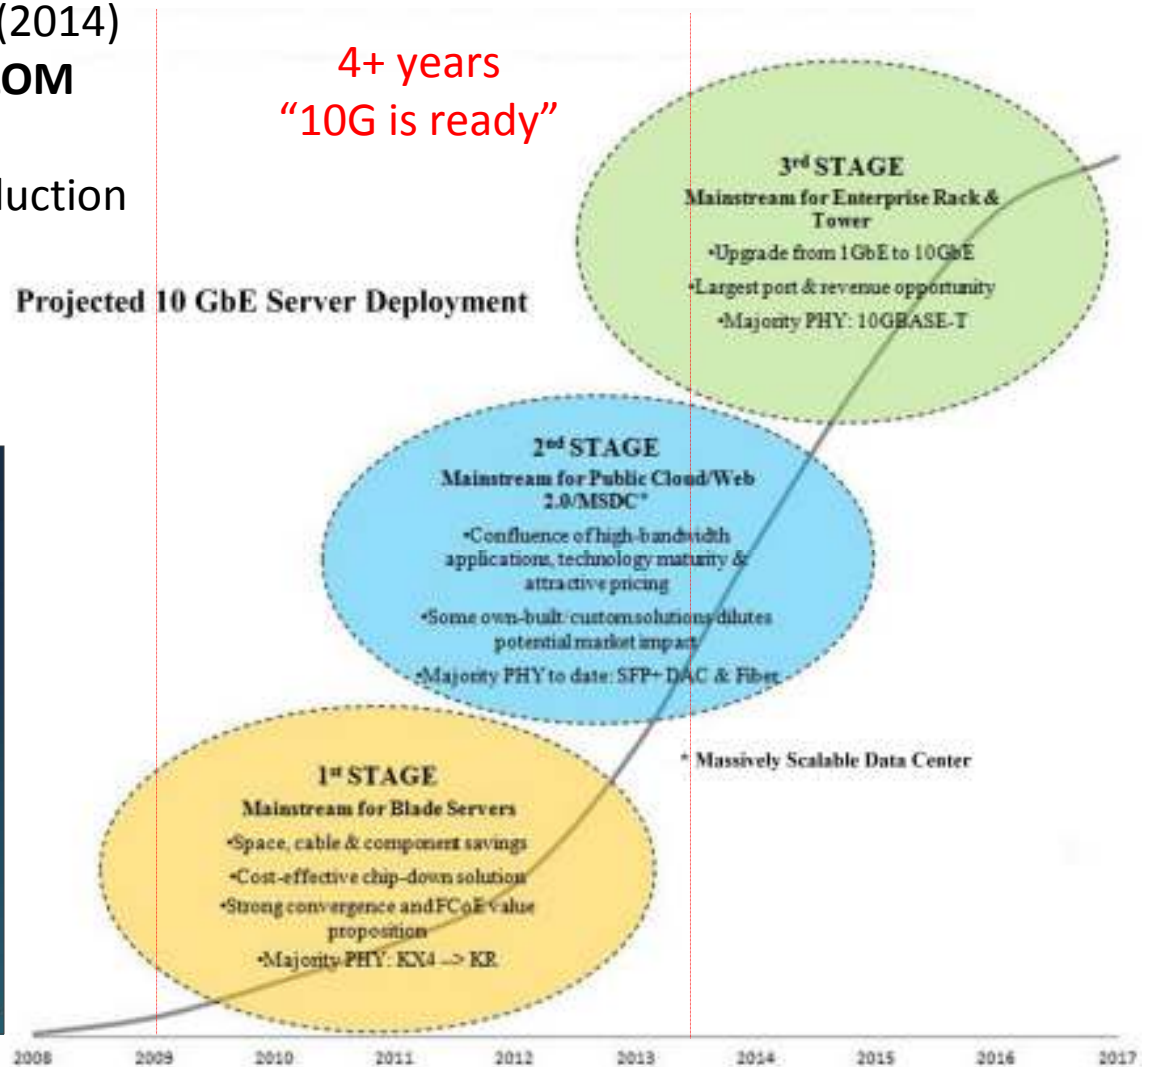 (2014)
OM
4+ years
“10G is ready”
duction
Projected 10 GbE Server Deployment
3rd STAGE
Mainstream for Enterprise Rack &
Tower
•Upgrade from 1GbE to 10GbE
•Largest port & revenue opportunity
•Majority PHY: 10GBASE-T
2nd STAGE
Mainstream for Public Cloud/Web
2.0/MSDC*
•Confluence of high-bandwidth
applications, technology maturity &
attractive pricing
•Some own-built/custom solutions dilutes
potential market impact
•Majority PHY to date: SFP+ DAC & Fiber
* Massively Scalable Data Center
1st STAGE
Mainstream for Blade Servers
•Space, cable & component savings
•Cost-effective chip-down solution
•Strong convergence and FCoE value
proposition
•Majority PHY: KX4 --> KR
2008 2009 2010 2011 2012 2013 2014 2015 2016 2017